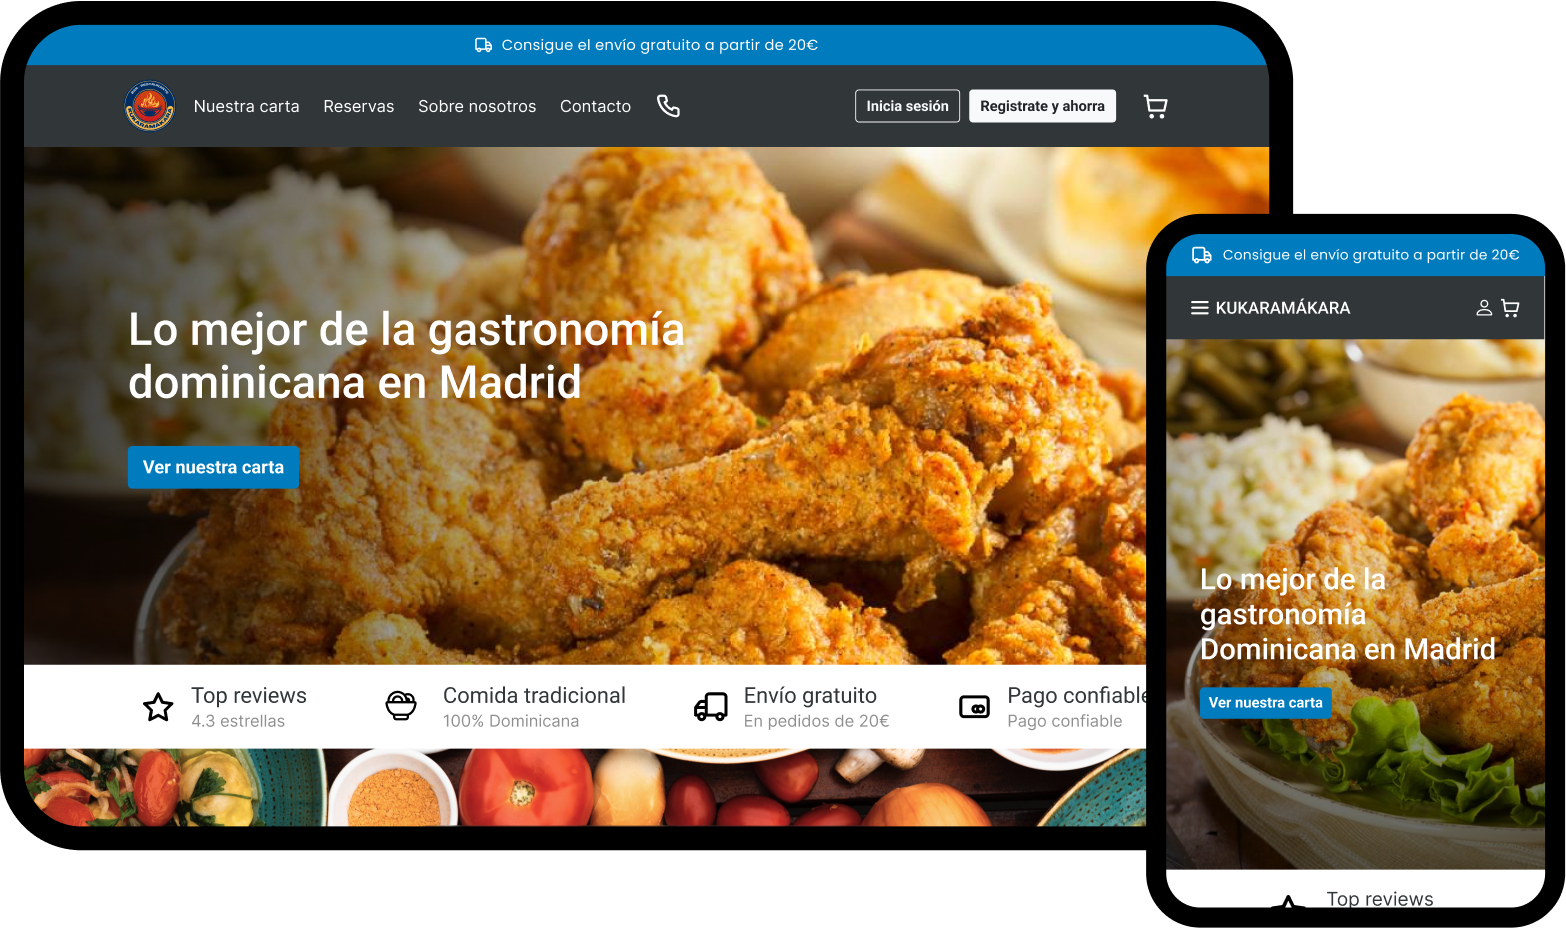 Consigue el envío gratuito a partir de 20€
BAR - RESTAURANTE
KUKARAMAKARA
Nuestra carta
Reservas
Sobre nosotros
Contacto
Inicia sesión
Registrate y ahorra
Lo mejor de la gastronomía
dominicana en Madrid
Ver nuestra carta
Top reviews
4.3 estrellas
Comida tradicional
100% Dominicana
Envío gratuito
En pedidos de 20€
Pago confiable
Pago confiable
Consigue el envío gratuito a partir de 20€
KUKARAMÁKARA
Lo mejor de la
gastronomía
Dominicana en Madrid
Ver nuestra carta
Top reviews